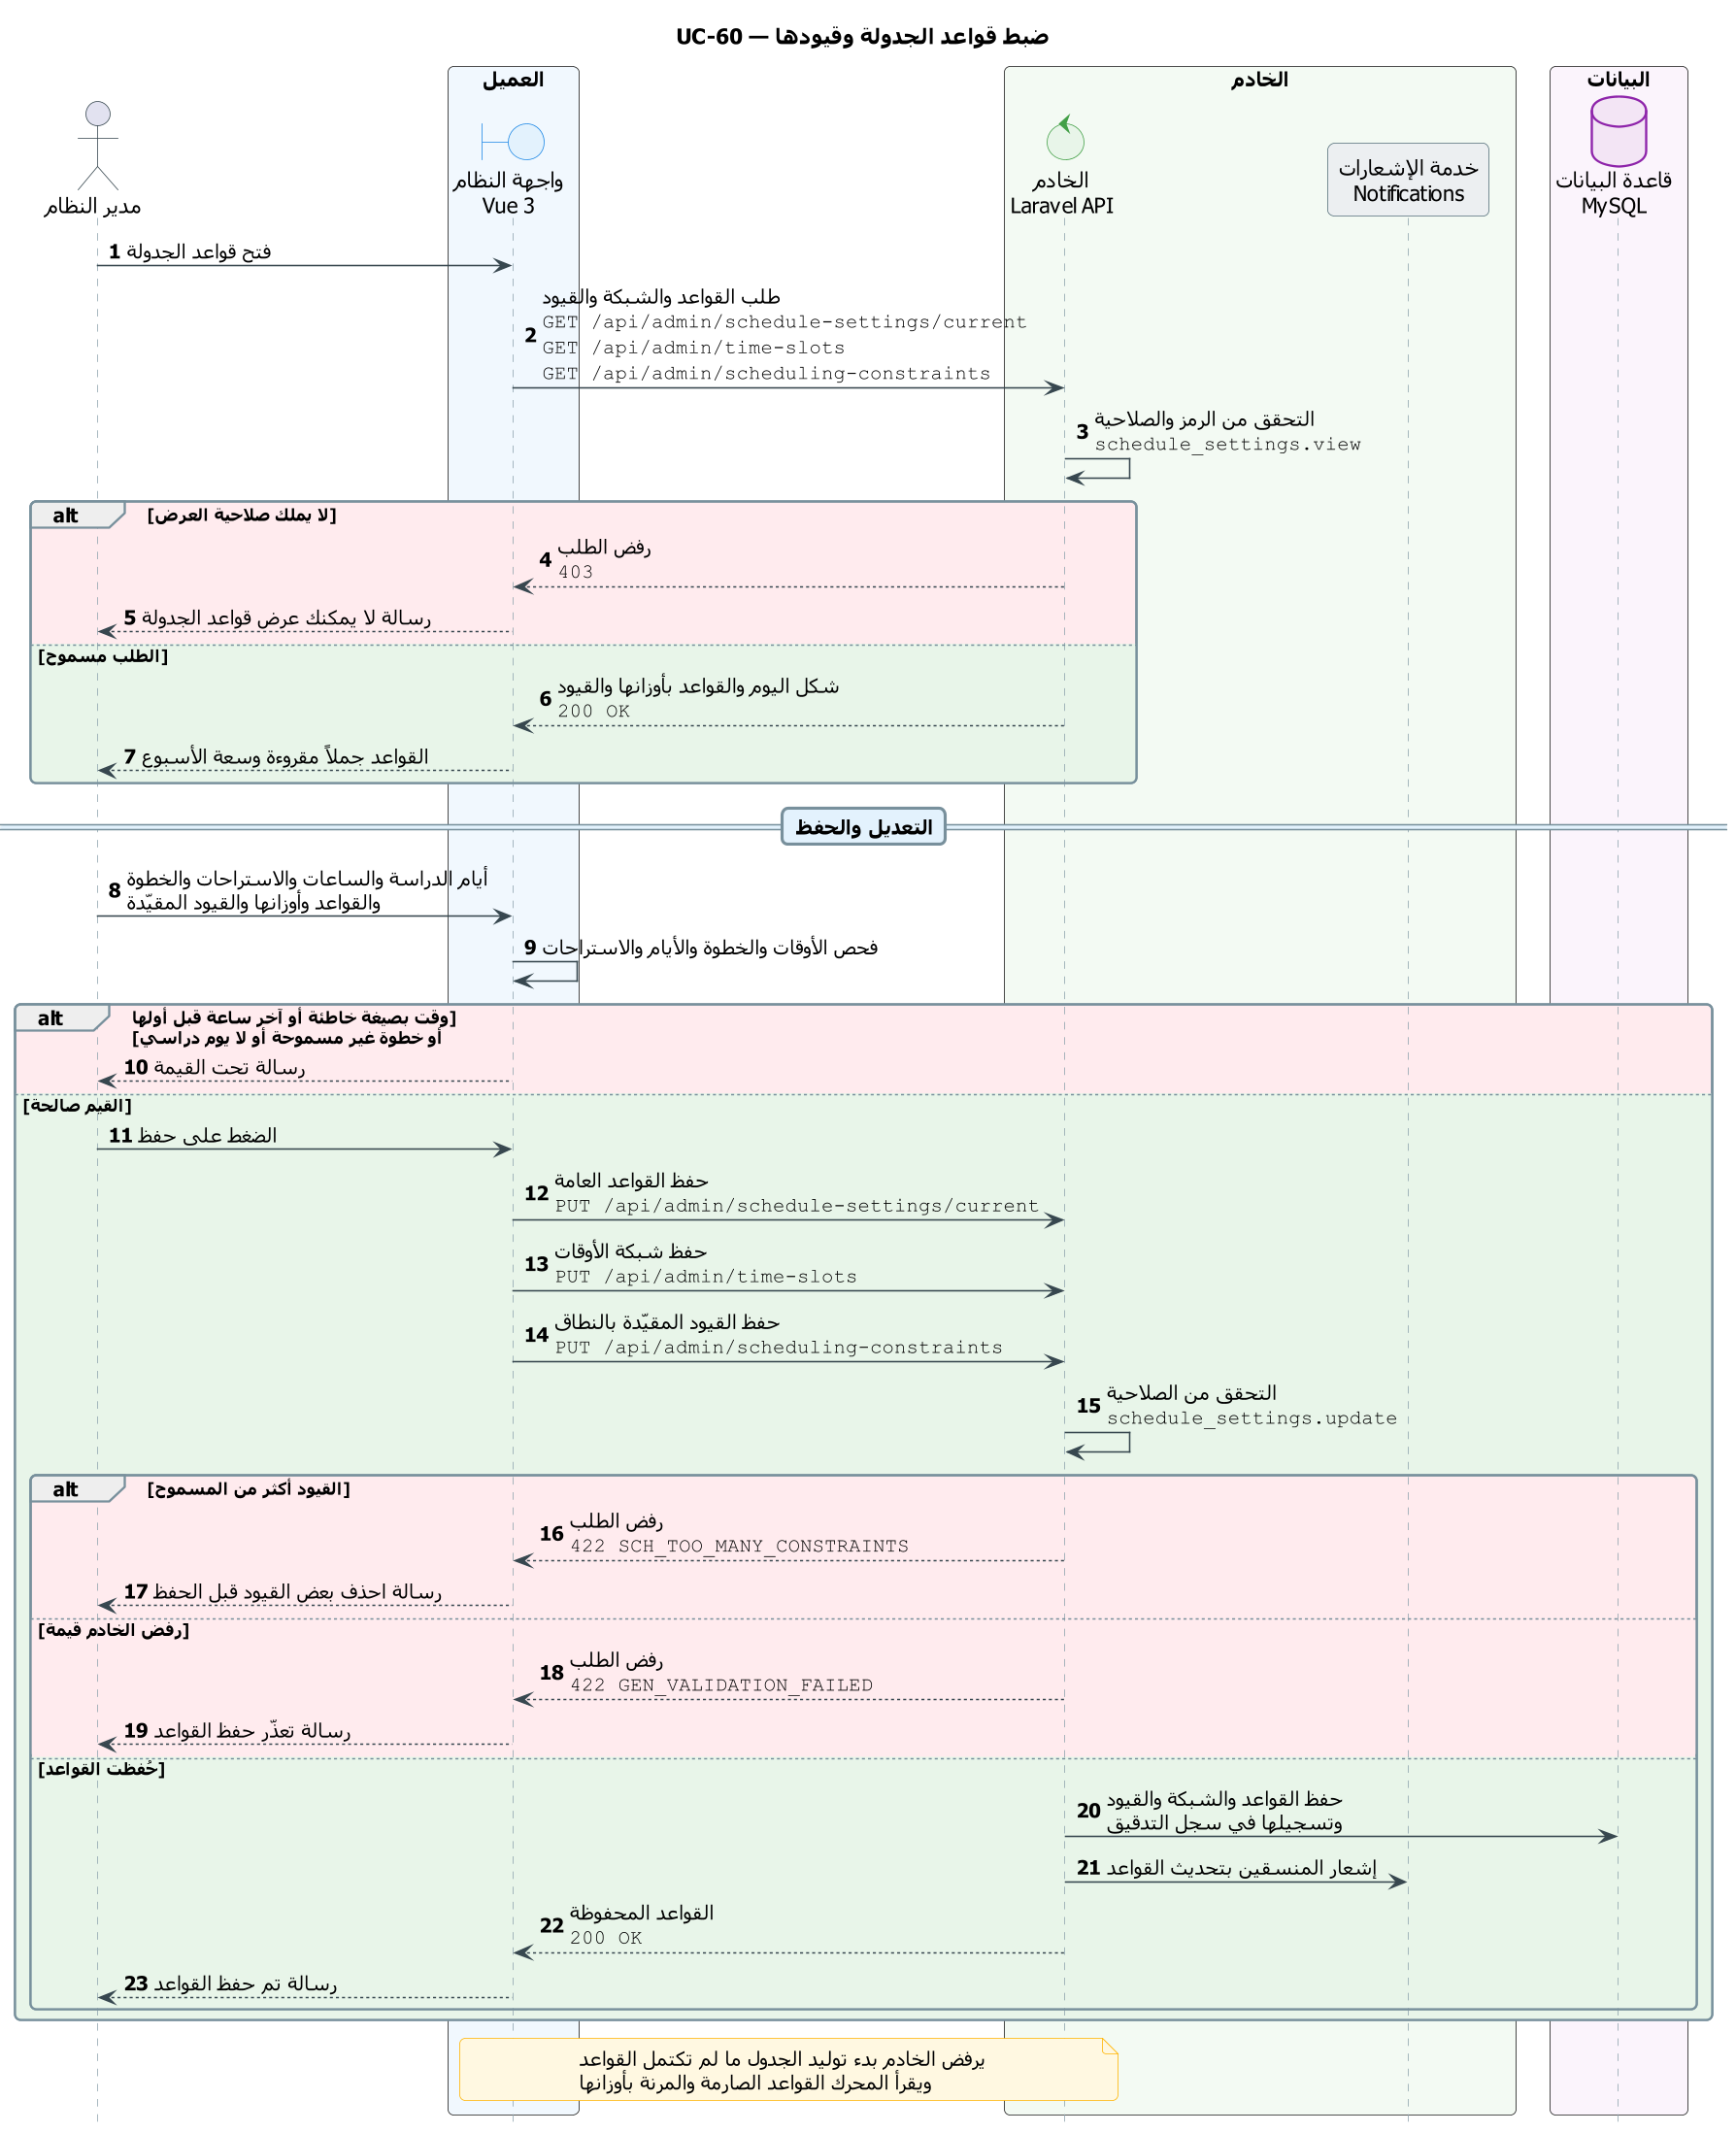 UC-60 — ضبط قواعد الجدولة وقيودها
العميل
الخادم
البيانات
مدير النظام
واجهة النظام
Vue 3
الخادم
Laravel API
خدمة الإشعارات
Notifications
قاعدة البيانات
MySQL
1 فتح قواعد الجدولة
2 طلب القواعد والشبكة والقيود
GET /api/admin/schedule-settings/current
GET /api/admin/time-slots
GET /api/admin/scheduling-constraints
3 التحقق من الرمز والصلاحية
schedule_settings.view
alt [لا يملك صلاحية العرض]
4 رفض الطلب
403
5 رسالة لا يمكنك عرض قواعد الجدولة
[الطلب مسموح]
6 شكل اليوم والقواعد بأوزانها والقيود
200 OK
7 القواعد جملاً مقروءة وسعة الأسبوع
التعديل والحفظ
8 أيام الدراسة والساعات والاستراحات والخطوة
والقواعد وأوزانها والقيود المقيّدة
9 فحص الأوقات والخطوة والأيام والاستراحات
alt [وقت بصيغة خاطئة أو آخر ساعة قبل أولها
أو خطوة غير مسموحة أو لا يوم دراسي]
10 رسالة تحت القيمة
[القيم صالحة]
11 الضغط على حفظ
12 حفظ القواعد العامة
PUT /api/admin/schedule-settings/current
13 حفظ شبكة الأوقات
PUT /api/admin/time-slots
14 حفظ القيود المقيّدة بالنطاق
PUT /api/admin/scheduling-constraints
15 التحقق من الصلاحية
schedule_settings.update
alt [القيود أكثر من المسموح]
16 رفض الطلب
422 SCH_TOO_MANY_CONSTRAINTS
17 رسالة احذف بعض القيود قبل الحفظ
[رفض الخادم قيمة]
18 رفض الطلب
422 GEN_VALIDATION_FAILED
19 رسالة تعذّر حفظ القواعد
[حُفظت القواعد]
20 حفظ القواعد والشبكة والقيود
وتسجيلها في سجل التدقيق
21 إشعار المنسقين بتحديث القواعد
22 القواعد المحفوظة
200 OK
23 رسالة تم حفظ القواعد
يرفض الخادم بدء توليد الجدول ما لم تكتمل القواعد
ويقرأ المحرك القواعد الصارمة والمرنة بأوزانها